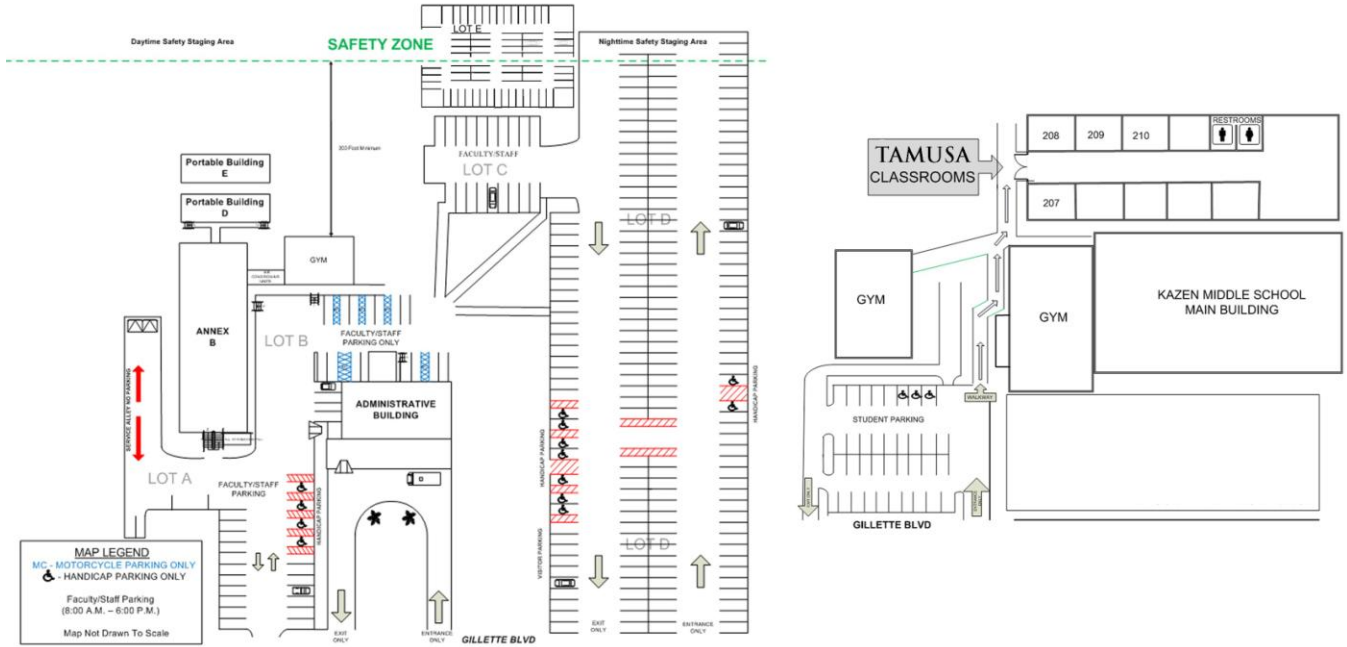 Daytime Safety Staging Area
SAFETY ZONE
LOT E
Nighttime Safety Staging Area
300 Foot Minimum
Portable Building
E
Portable Building
D
FACULTY/STAFF
LOT C
LOT D
GYM
ANNEX
B
LOT B
FACULTY/STAFF
PARKING ONLY
SERVICE ALLEY NO PARKING
ADMINISTRATIVE
BUILDING
HANDICAP PARKING
HANDICAP PARKING
LOT A
FACULTY/STAFF
PARKING
HANDICAP PARKING
VISITOR PARKING
LOT D
MAP LEGEND
MC - MOTORCYCLE PARKING ONLY
- HANDICAP PARKING ONLY
Faculty/Staff Parking
(8:00 A.M. – 6:00 P.M.)
Map Not Drawn To Scale
EXIT
ONLY
ENTRANCE
ONLY
GILLETTE BLVD
EXIT
ONLY
ENTRANCE
ONLY
208
209
210
RESTROOMS
TAMUSA
CLASSROOMS
207
GYM
GYM
KAZEN MIDDLE SCHOOL
MAIN BUILDING
WALKWAY
STUDENT PARKING
GILLETTE BLVD